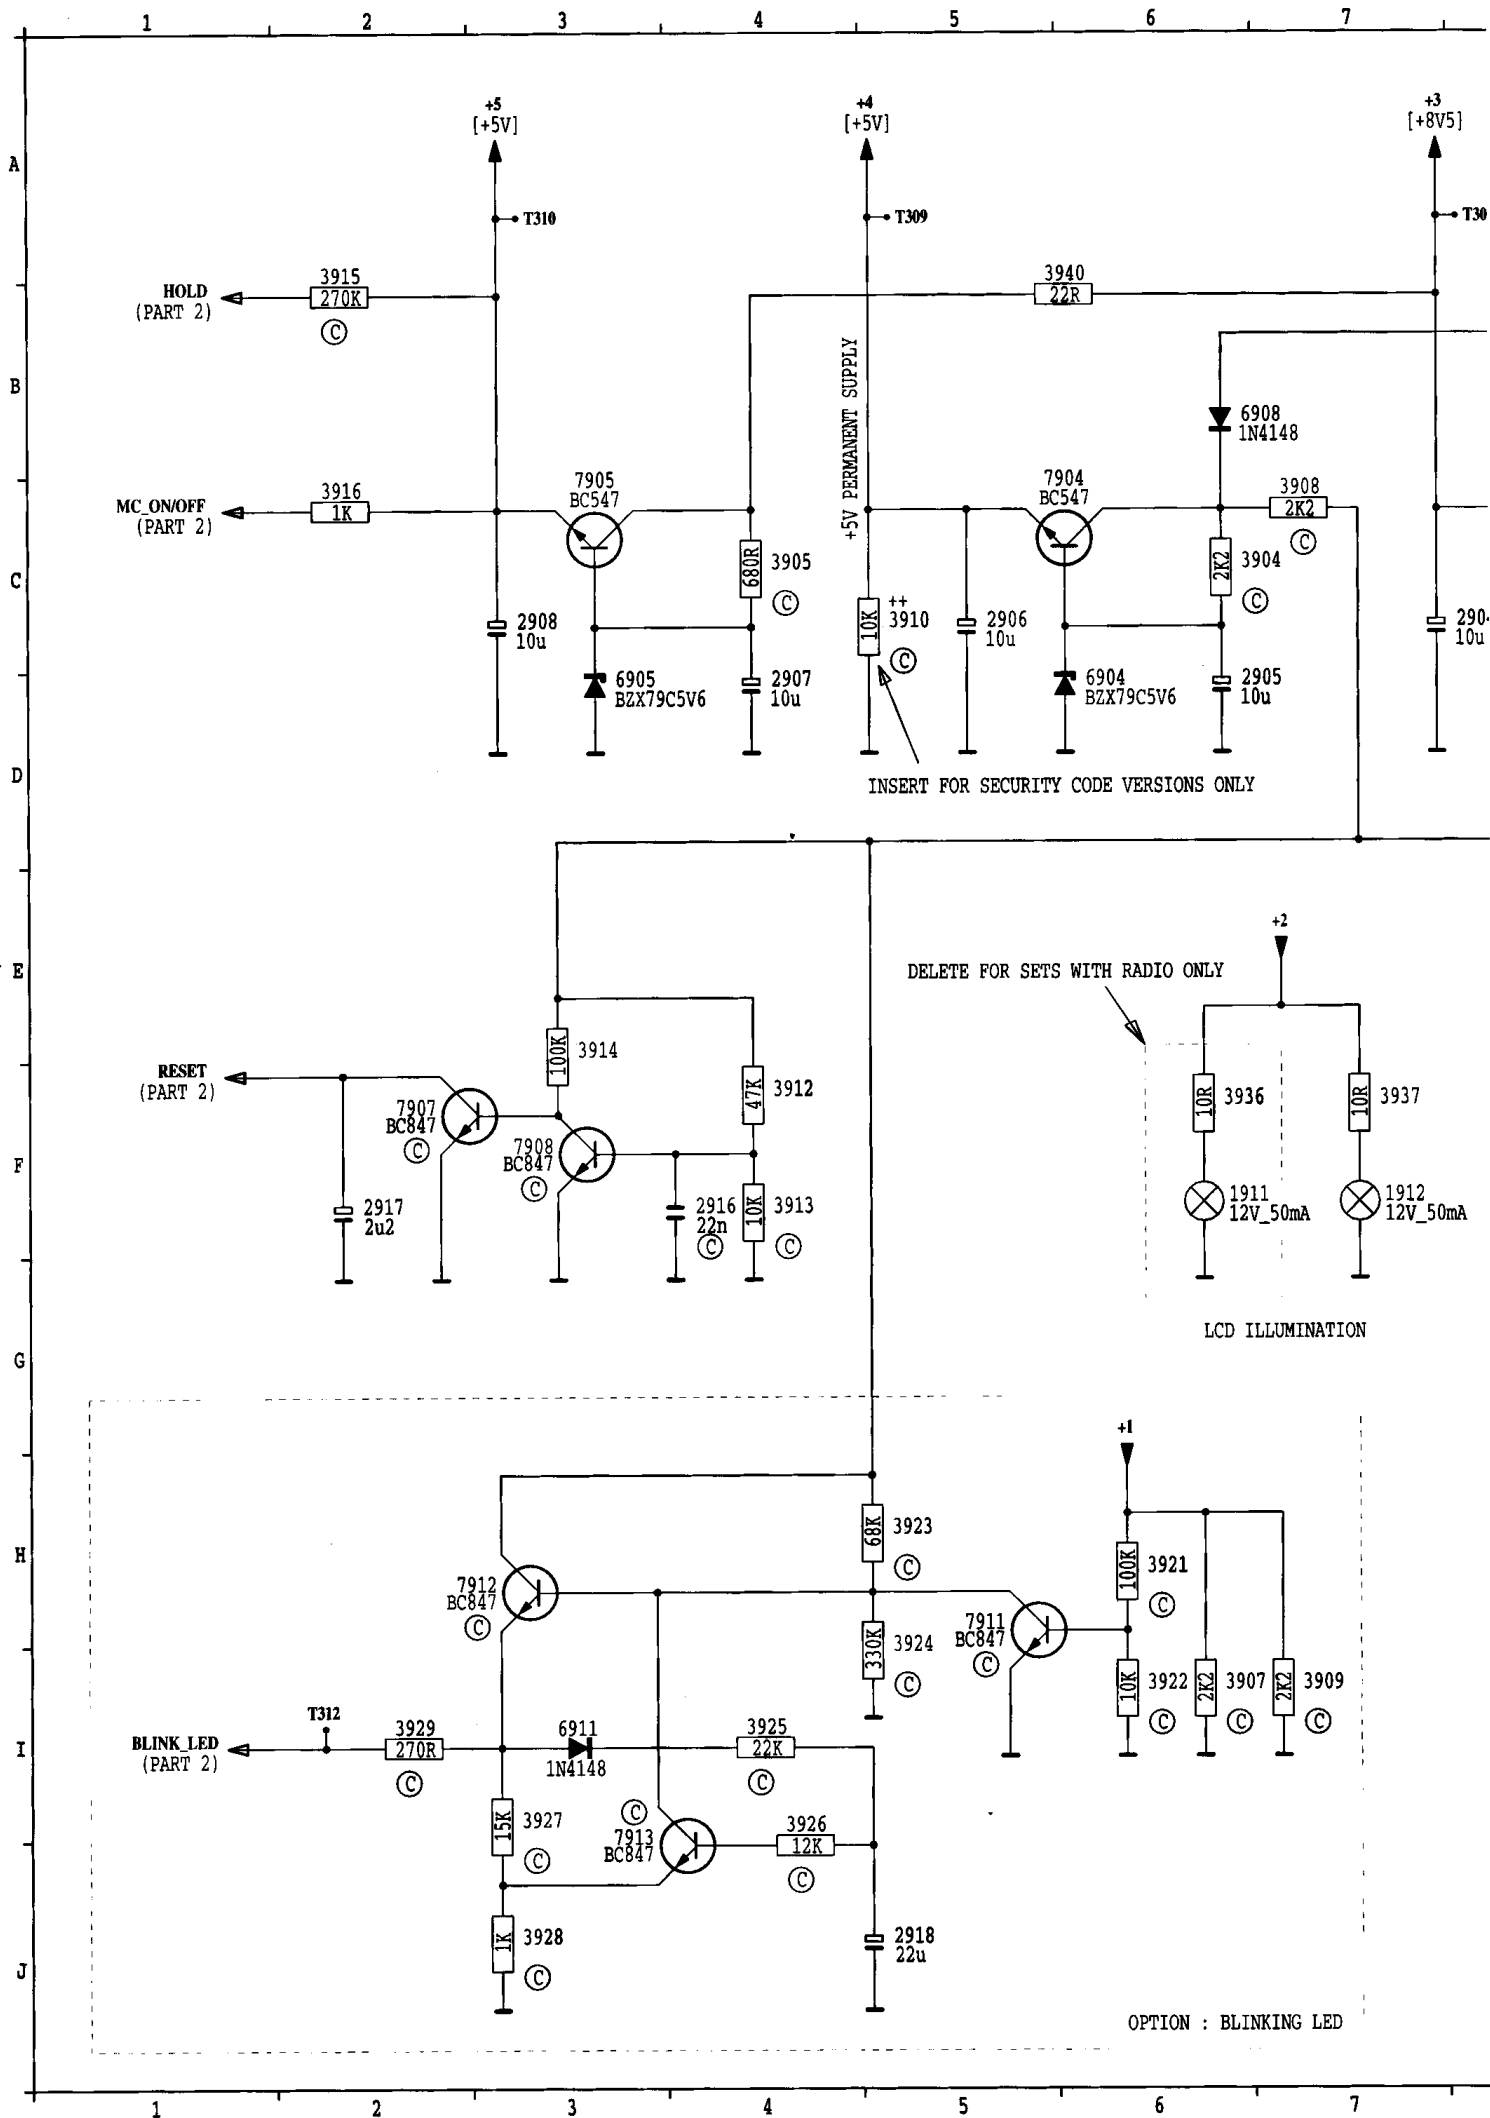 1 2 3 4 5 6 7
A
B
C
D
E
F
G
H
I
J
+5
[+5V]
+4
[+5V]
+3
[+8V5]
T310
T309
T30
HOLD
(PART 2)
3915
270K
C
3940
22R
+5V PERMANENT SUPPLY
6908
1N4148
MC_ON/OFF
(PART 2)
3916
1K
7905
BC547
7904
BC547
3908
2K2
C
680R
3905
C
2K2
3904
C
2908
10u
10K
++
3910
C
2906
10u
290
10u
6905
BZX79C5V6
2907
10u
6904
BZX79C5V6
2905
10u
INSERT FOR SECURITY CODE VERSIONS ONLY
+2
DELETE FOR SETS WITH RADIO ONLY
100K
3914
RESET
(PART 2)
47K
3912
10R
3936
10R
3937
7907
BC847
C
7908
BC847
C
2917
2u2
2916
22n
C
10K
3913
C
1911
12V_50mA
1912
12V_50mA
LCD ILLUMINATION
+1
68K
3923
C
7912
BC847
C
100K
3921
C
330K
3924
C
7911
BC847
C
10K
3922
C
2K2
3907
C
2K2
3909
C
T312
BLINK_LED
(PART 2)
3929
270R
C
6911
1N4148
3925
22K
C
15K
3927
C
C
7913
BC847
3926
12K
C
1K
3928
C
2918
22u
OPTION : BLINKING LED
1 2 3 4 5 6 7